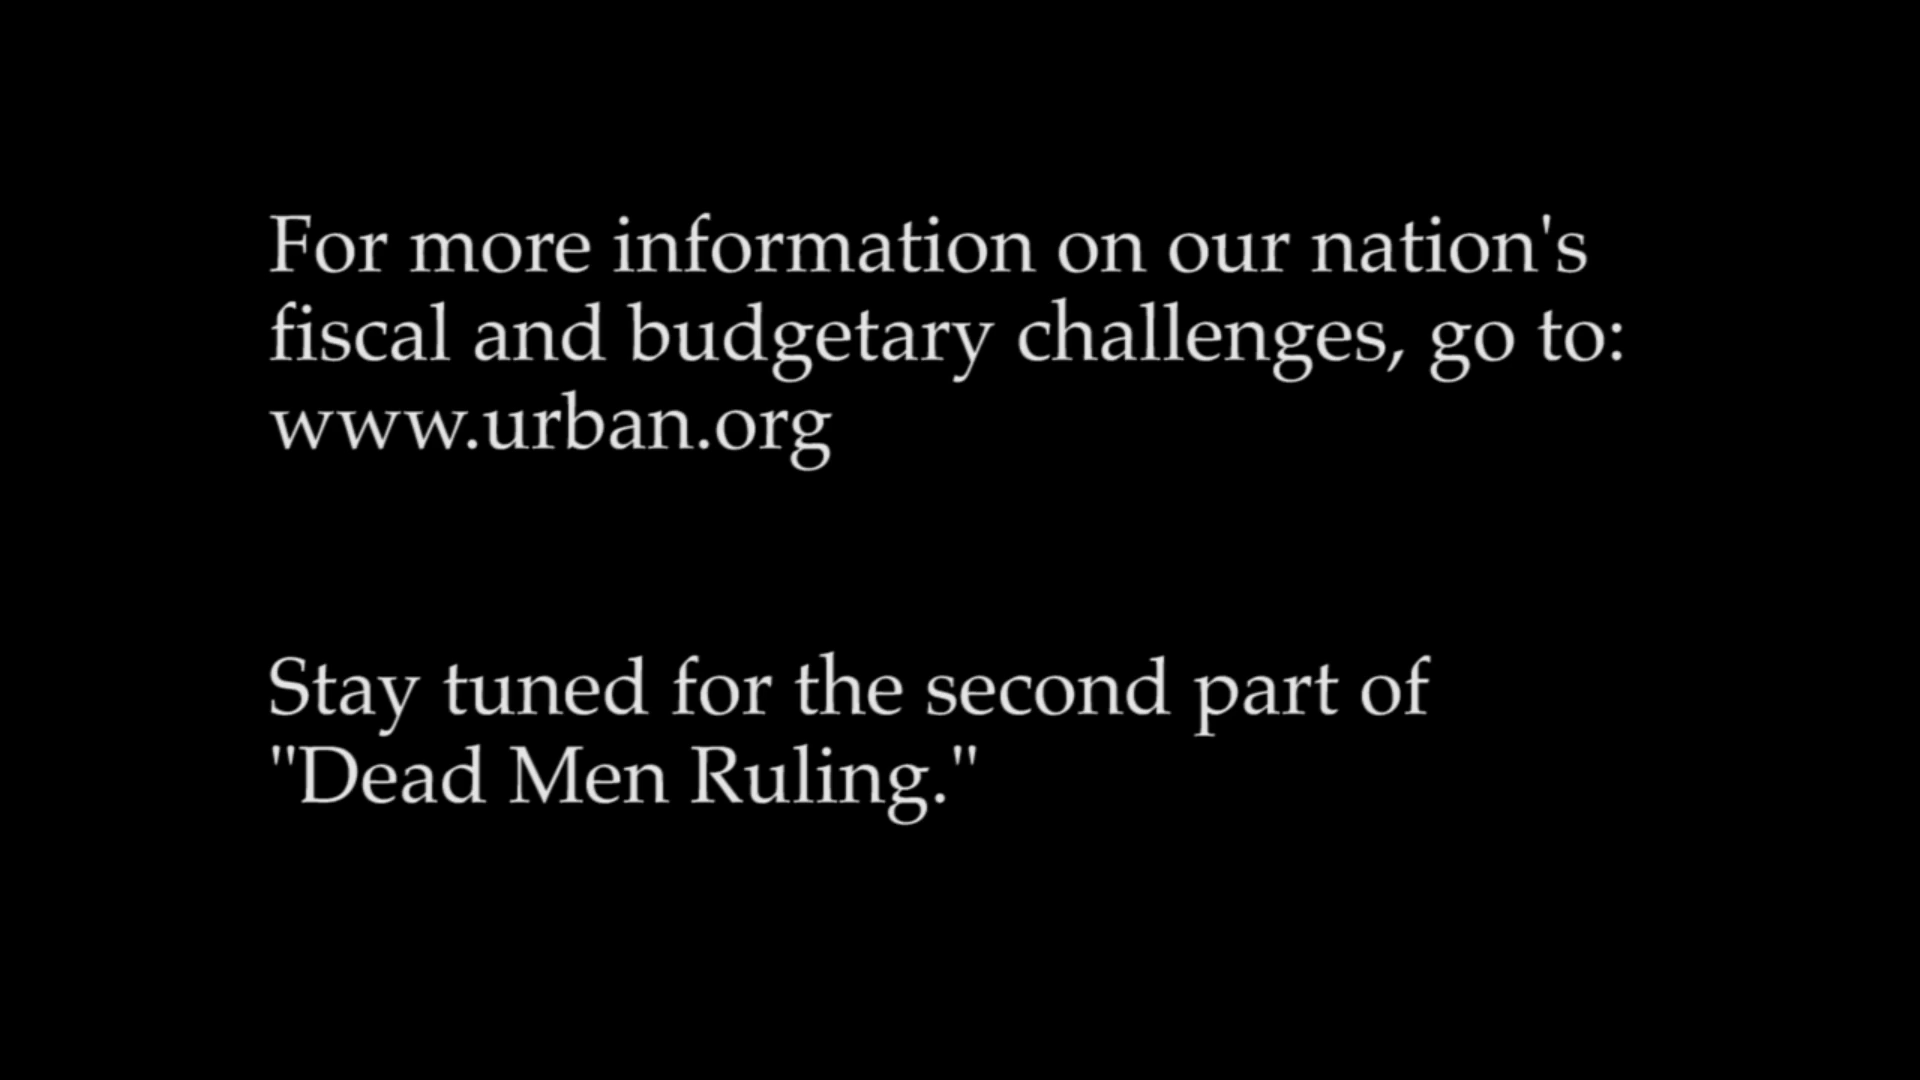 For more information on our nation's
fiscal and budgetary challenges, go to:
www.urban.org
Stay tuned for the second part of
"Dead Men Ruling."